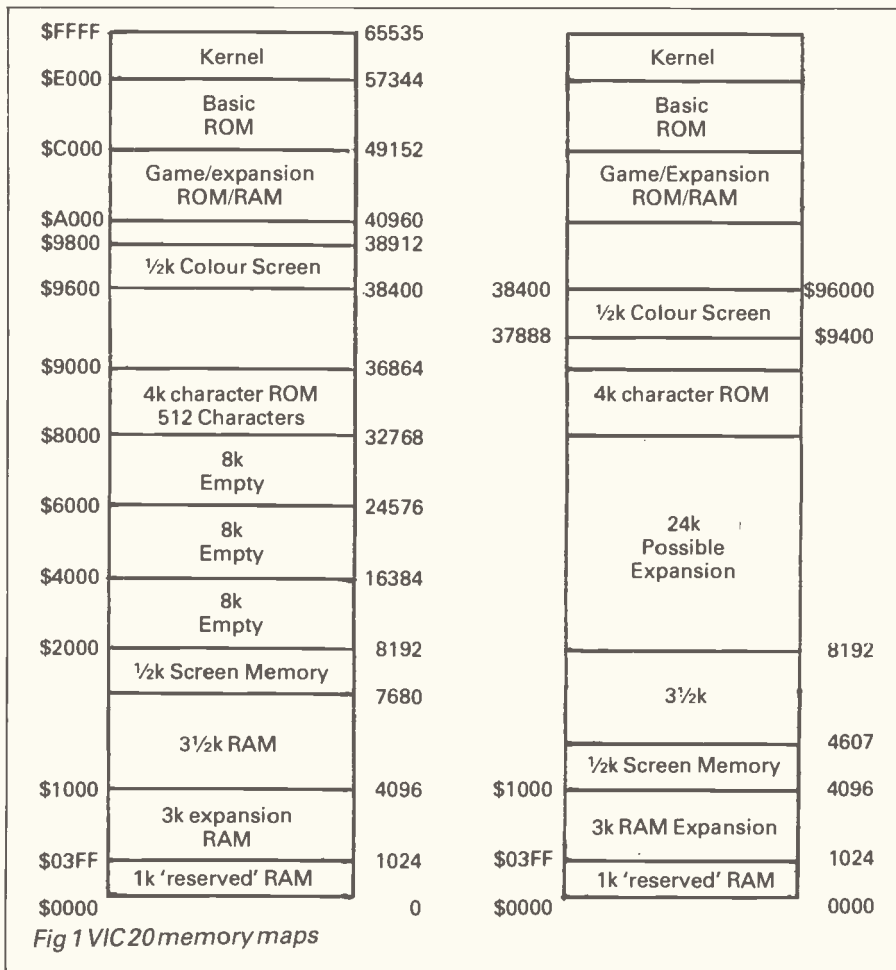 $FFFF 65535
Kernel
$E000 57344
Basic
ROM
$C000 49152
Game/expansion
ROM/RAM
$A000 40960
$9800 38912
½k Colour Screen
$9600 38400
$9000 36864
4k character ROM
512 Characters
$8000 32768
8k
Empty
$6000 24576
8k
Empty
$4000 16384
8k
Empty
$2000 8192
½k Screen Memory
7680
3½k RAM
$1000 4096
3k expansion
RAM
$03FF 1024
1k 'reserved' RAM
$0000 0
Kernel
Basic
ROM
Game/Expansion
ROM/RAM
38400 $96000
½k Colour Screen
37888 $9400
4k character ROM
24k
Possible
Expansion
8192
3½k
4607
½k Screen Memory
$1000 4096
3k RAM Expansion
$03FF 1024
1k 'reserved' RAM
$0000 0000
Fig 1 VIC20 memory maps